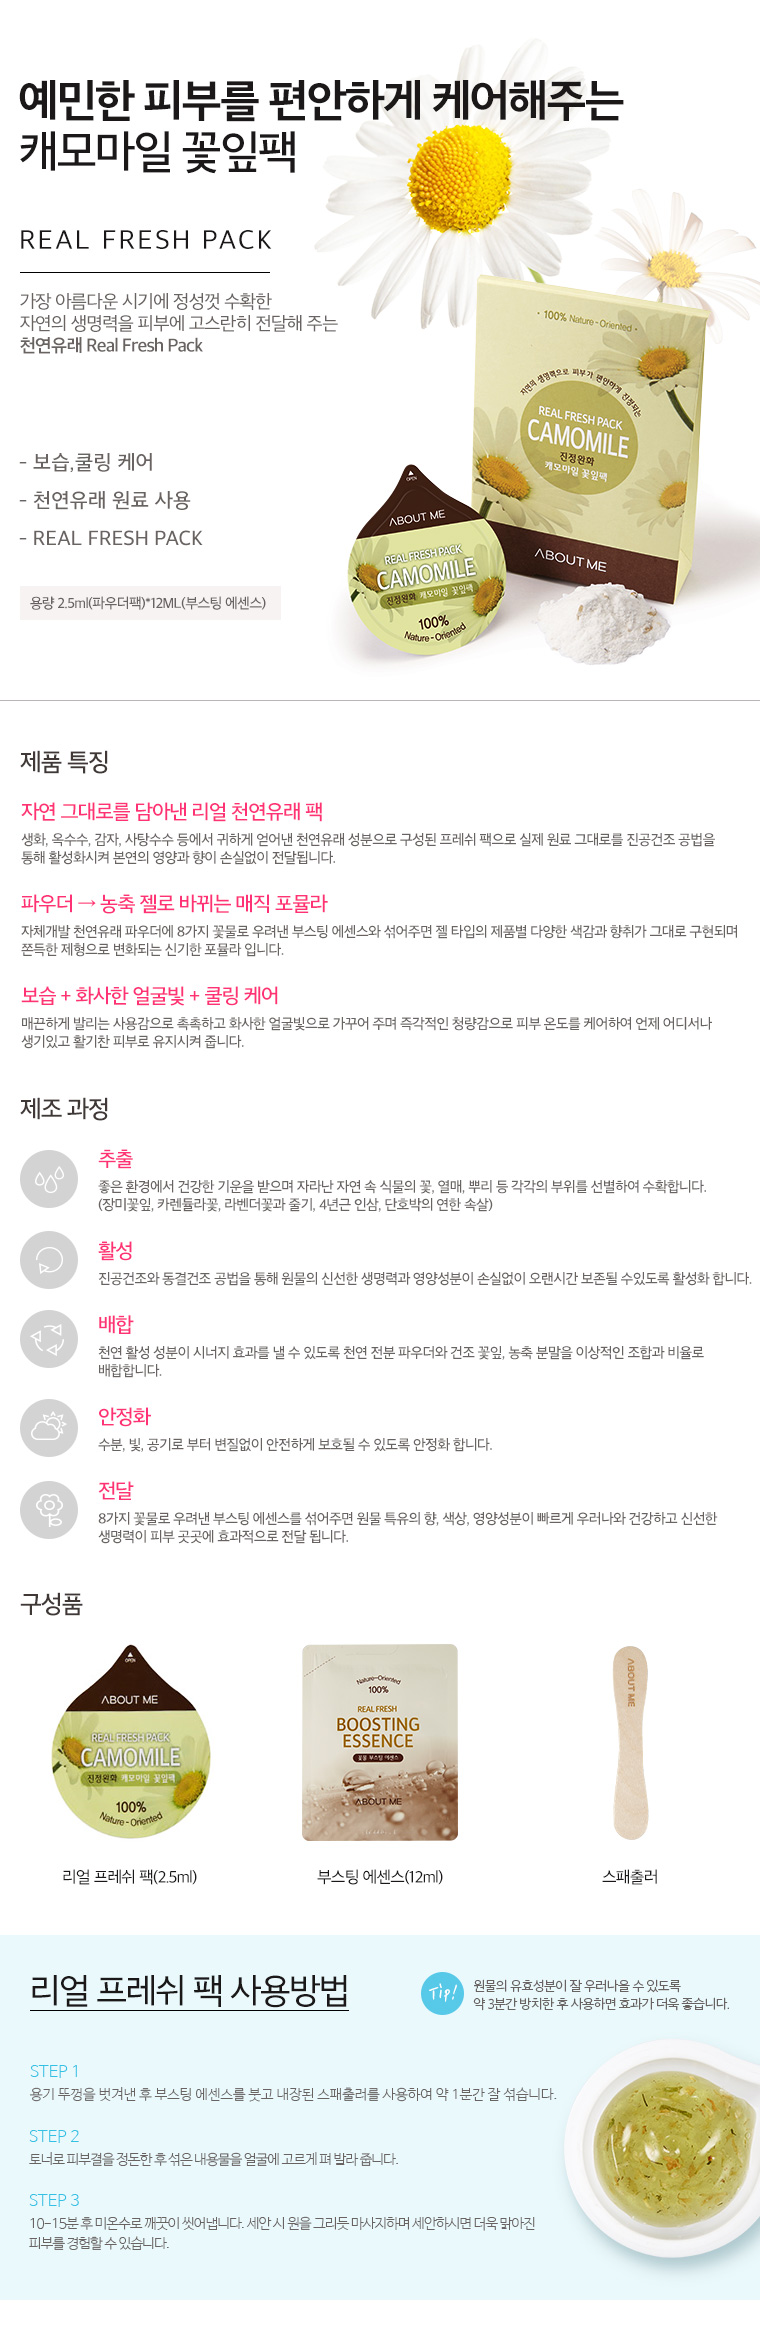 예민한 피부를 편안하게 케어해주는
캐모마일 꽃잎팩
REAL FRESH PACK
가장 아름다운 시기에 정성껏 수확한
자연의 생명력을 피부에 고스란히 전달해 주는
천연유래 Real Fresh Pack
- 보습,쿨링 케어
- 천연유래 원료 사용
- REAL FRESH PACK
용량 2.5ml(파우더팩)*12ML(부스팅 에센스)
· 100% Nature-Oriented ·
자연의 생명력으로 피부가 편안하게 진정되는
REAL FRESH PACK
CAMOMILE
진정완화
캐모마일 꽃잎팩
ABOUT ME
OPEN
ABOUT ME
REAL FRESH PACK
CAMOMILE
진정완화 캐모마일 꽃잎팩
100%
Nature-Oriented
제품 특징
자연 그대로를 담아낸 리얼 천연유래 팩
생화, 옥수수, 감자, 사탕수수 등에서 귀하게 얻어낸 천연유래 성분으로 구성된 프레쉬 팩으로 실제 원료 그대로를 진공건조 공법을
통해 활성화시켜 본연의 영양과 향이 손실없이 전달됩니다.
파우더 → 농축 젤로 바뀌는 매직 포뮬라
자체개발 천연유래 파우더에 8가지 꽃물로 우려낸 부스팅 에센스와 섞어주면 젤 타입의 제품별 다양한 색감과 향취가 그대로 구현되며
쫀득한 제형으로 변화되는 신기한 포뮬라 입니다.
보습 + 화사한 얼굴빛 + 쿨링 케어
매끈하게 발리는 사용감으로 촉촉하고 화사한 얼굴빛으로 가꾸어 주며 즉각적인 청량감으로 피부 온도를 케어하여 언제 어디서나
생기있고 활기찬 피부로 유지시켜 줍니다.
제조 과정
추출
좋은 환경에서 건강한 기운을 받으며 자라난 자연 속 식물의 꽃, 열매, 뿌리 등 각각의 부위를 선별하여 수확합니다.
(장미꽃잎, 카렌듈라꽃, 라벤더꽃과 줄기, 4년근 인삼, 단호박의 연한 속살)
활성
진공건조와 동결건조 공법을 통해 원물의 신선한 생명력과 영양성분이 손실없이 오랜시간 보존될 수있도록 활성화 합니다.
배합
천연 활성 성분이 시너지 효과를 낼 수 있도록 천연 전분 파우더와 건조 꽃잎, 농축 분말을 이상적인 조합과 비율로
배합합니다.
안정화
수분, 빛, 공기로 부터 변질없이 안전하게 보호될 수 있도록 안정화 합니다.
전달
8가지 꽃물로 우려낸 부스팅 에센스를 섞어주면 원물 특유의 향, 색상, 영양성분이 빠르게 우러나와 건강하고 신선한
생명력이 피부 곳곳에 효과적으로 전달 됩니다.
구성품
OPEN
ABOUT ME
REAL FRESH PACK
CAMOMILE
진정완화 캐모마일 꽃잎팩
100%
Nature-Oriented
Nature-Oriented
100%
REAL FRESH
BOOSTING
ESSENCE
꽃물 부스팅 에센스
ABOUT ME
ABOUT ME
리얼 프레쉬 팩(2.5ml)
부스팅 에센스(12ml)
스패출러
리얼 프레쉬 팩 사용방법
Tip!
원물의 유효성분이 잘 우러나올 수 있도록
약 3분간 방치한 후 사용하면 효과가 더욱 좋습니다.
STEP 1
용기 뚜껑을 벗겨낸 후 부스팅 에센스를 붓고 내장된 스패출러를 사용하여 약 1분간 잘 섞습니다.
STEP 2
토너로 피부결을 정돈한 후 섞은 내용물을 얼굴에 고르게 펴 발라 줍니다.
STEP 3
10-15분 후 미온수로 깨끗이 씻어냅니다. 세안 시 원을 그리듯 마사지하며 세안하시면 더욱 맑아진
피부를 경험할 수 있습니다.